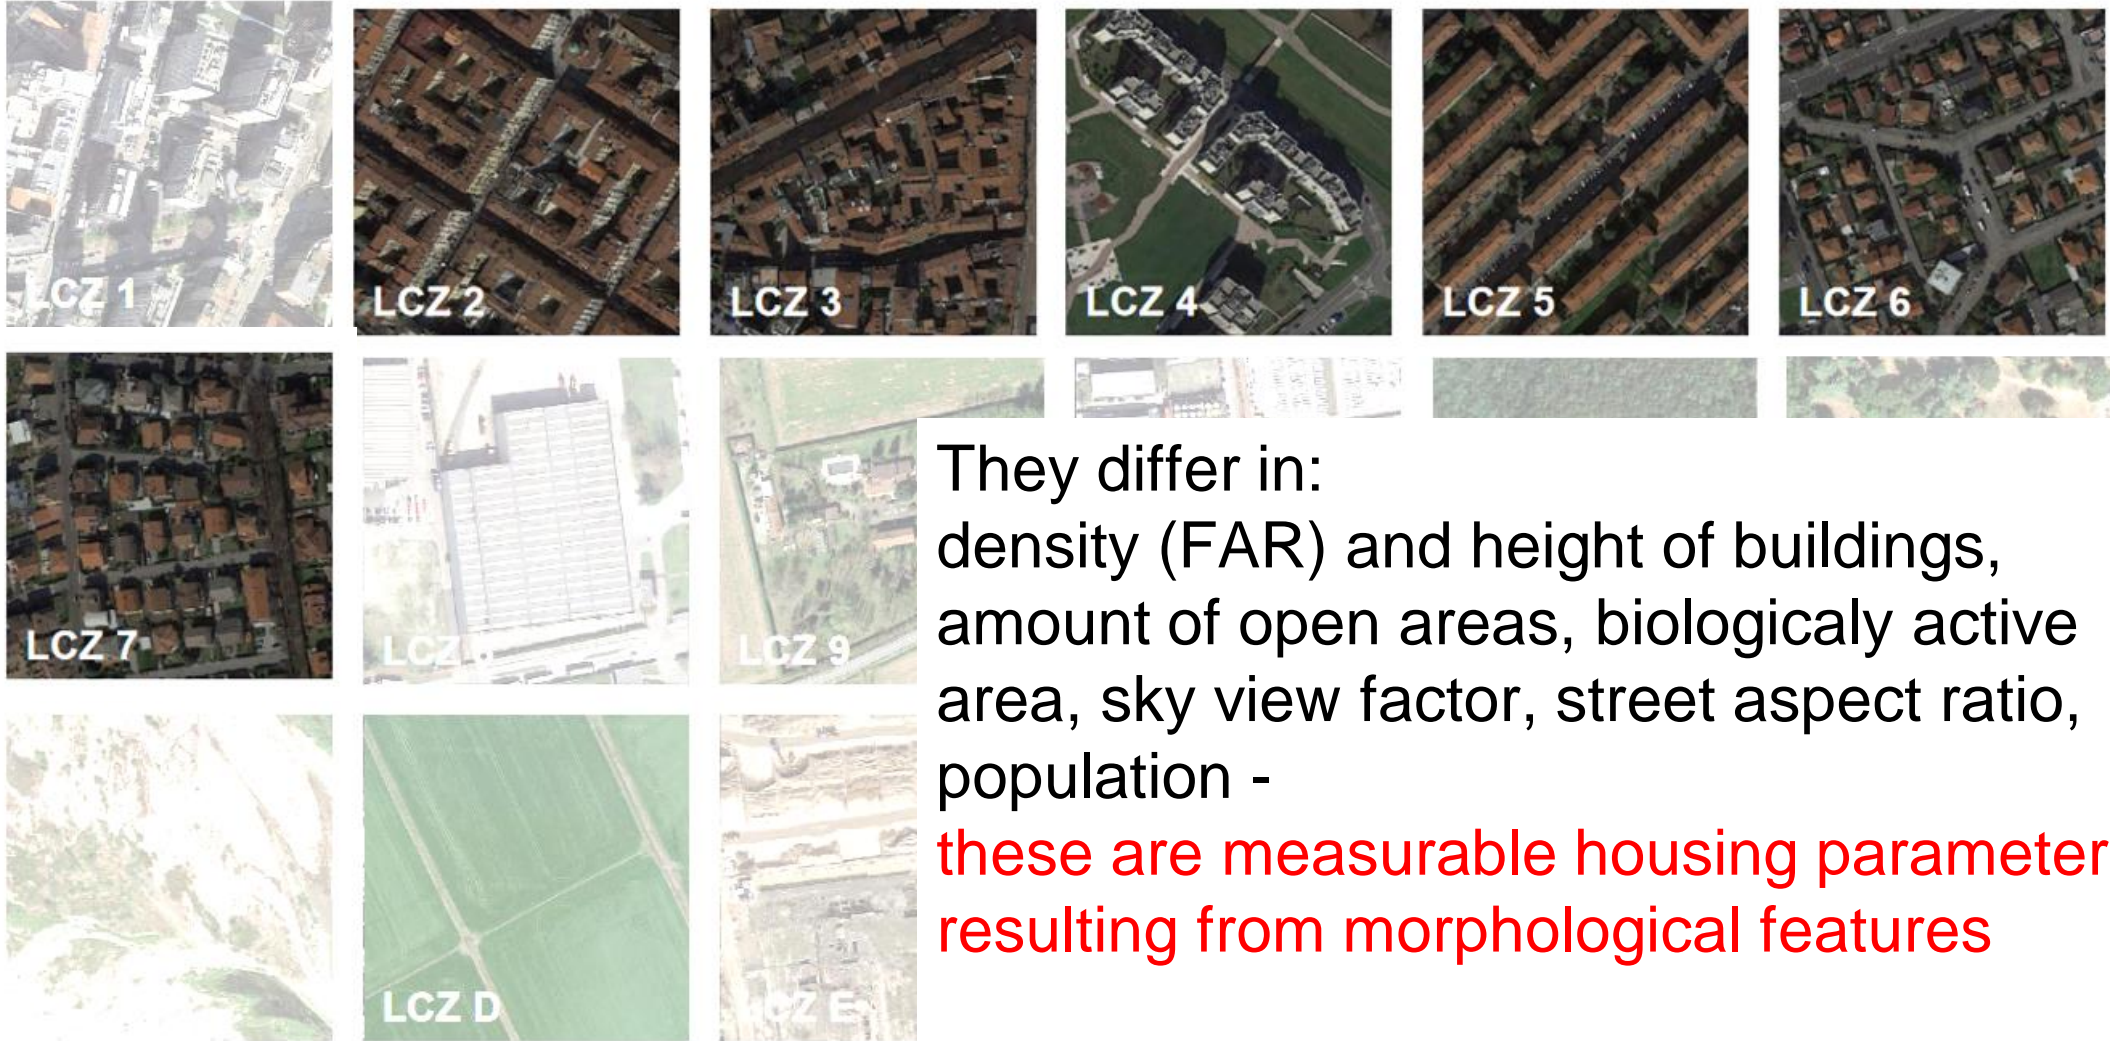 LCZ 1
LCZ 2
LCZ 3
LCZ 4
LCZ 5
LCZ 6
LCZ 7
LCZ
LCZ 9
They differ in:
density (FAR) and height of buildings,
amount of open areas, biologicaly active
area, sky view factor, street aspect ratio,
population -
these are measurable housing parameter
resulting from morphological features
LCZ D
LCZ E